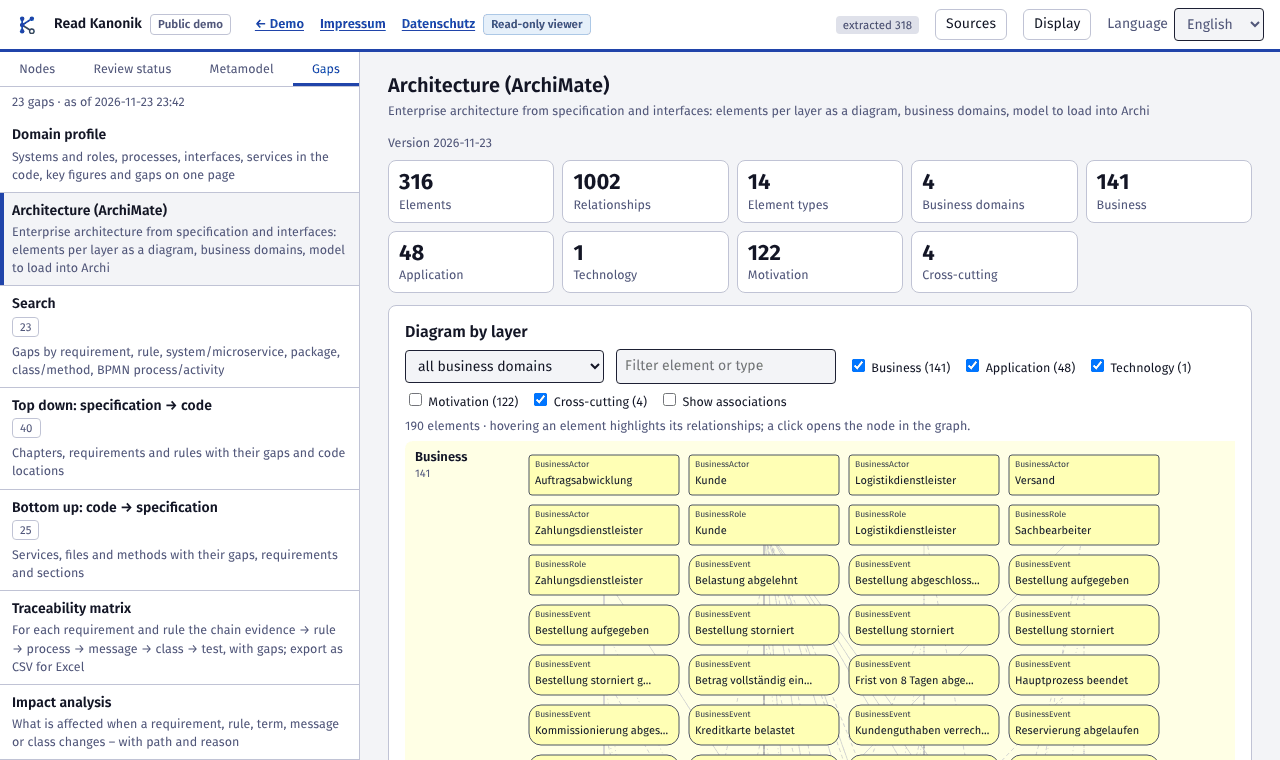 Read Kanonik
Public demo
← Demo
Impressum
Datenschutz
Read-only viewer
extracted 318
Sources
Display
Language
English
Nodes
Review status
Metamodel
Gaps
23 gaps · as of 2026-11-23 23:42
Domain profile
Systems and roles, processes, interfaces, services in the
code, key figures and gaps on one page
Architecture (ArchiMate)
Enterprise architecture from specification and interfaces:
elements per layer as a diagram, business domains, model
to load into Archi
Search
23
Gaps by requirement, rule, system/microservice, package,
class/method, BPMN process/activity
Top down: specification → code
40
Chapters, requirements and rules with their gaps and code
locations
Bottom up: code → specification
25
Services, files and methods with their gaps, requirements
and sections
Traceability matrix
For each requirement and rule the chain evidence → rule
→ process → message → class → test, with gaps; export as
CSV for Excel
Impact analysis
What is affected when a requirement, rule, term, message
or class changes – with path and reason
Architecture (ArchiMate)
Enterprise architecture from specification and interfaces: elements per layer as a diagram, business domains, model to load into Archi
Version 2026-11-23
316
Elements
1002
Relationships
14
Element types
4
Business domains
141
Business
48
Application
1
Technology
122
Motivation
4
Cross-cutting
Diagram by layer
all business domains
Filter element or type
Business (141)
Application (48)
Technology (1)
Motivation (122)
Cross-cutting (4)
Show associations
190 elements · hovering an element highlights its relationships; a click opens the node in the graph.
Business
141
BusinessActor
Auftragsabwicklung
BusinessActor
Kunde
BusinessActor
Logistikdienstleister
BusinessActor
Versand
BusinessActor
Zahlungsdienstleister
BusinessRole
Kunde
BusinessRole
Logistikdienstleister
BusinessRole
Sachbearbeiter
BusinessRole
Zahlungsdienstleister
BusinessEvent
Belastung abgelehnt
BusinessEvent
Bestellung abgeschloss…
BusinessEvent
Bestellung aufgegeben
BusinessEvent
Bestellung aufgegeben
BusinessEvent
Bestellung storniert
BusinessEvent
Bestellung storniert
BusinessEvent
Bestellung storniert
BusinessEvent
Bestellung storniert g…
BusinessEvent
Betrag vollständig ein…
BusinessEvent
Frist von 8 Tagen abge…
BusinessEvent
Hauptprozess beendet
BusinessEvent
Kommissionierung abges…
BusinessEvent
Kreditkarte belastet
BusinessEvent
Kundenguthaben verrech…
BusinessEvent
Reservierung abgelaufen